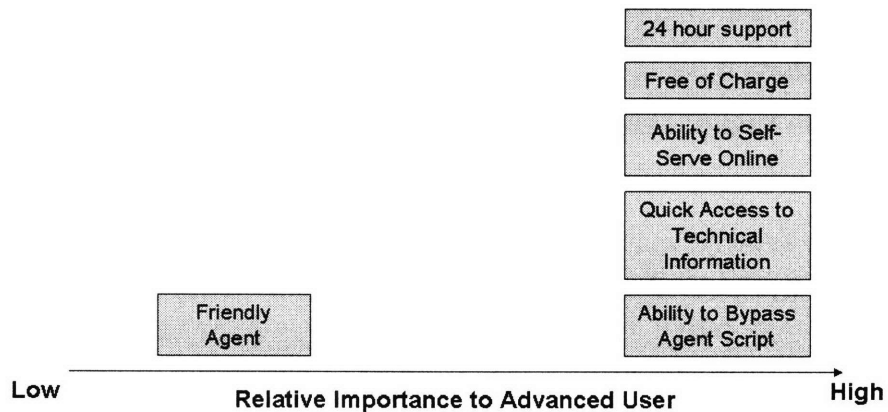 24 hour support
Free of Charge
Ability to Self-
Serve Online
Quick Access to
Technical
Information
Friendly
Agent
Ability to Bypass
Agent Script
Low
Relative Importance to Advanced User
High